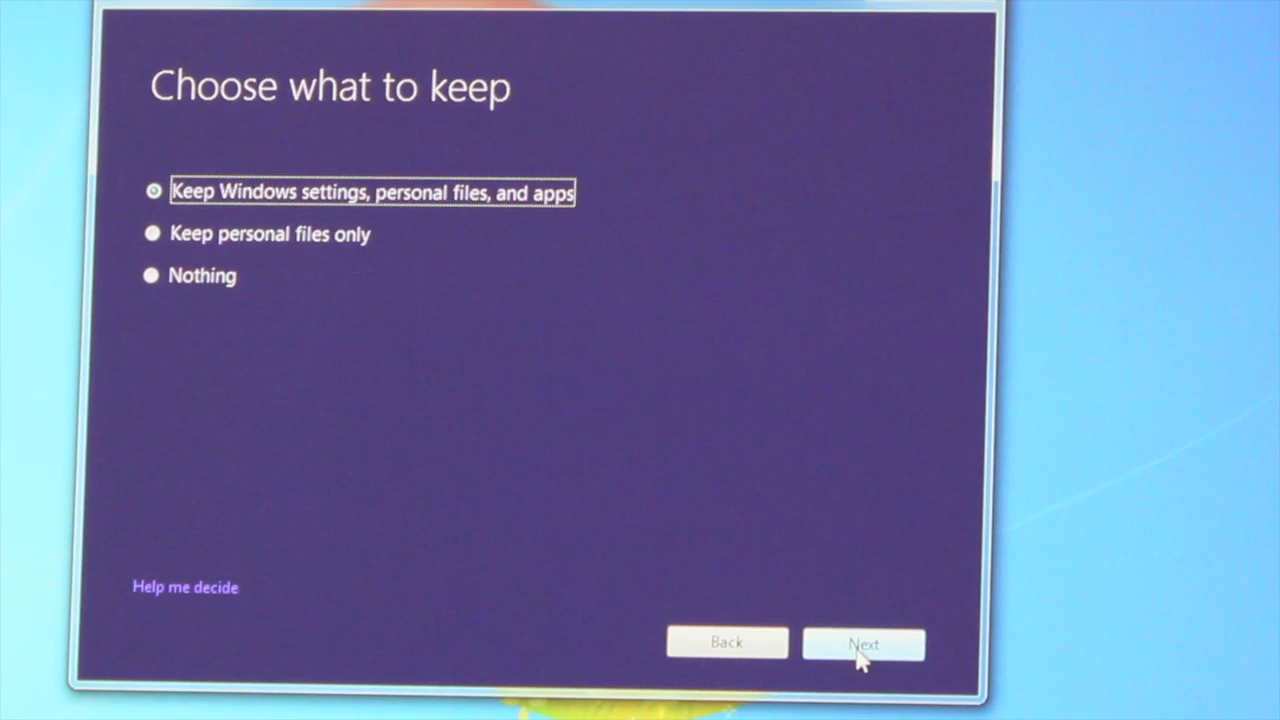 Choose what to keep
Keep Windows settings, personal files, and apps
Keep personal files only
Nothing
Help me decide
Back
Next